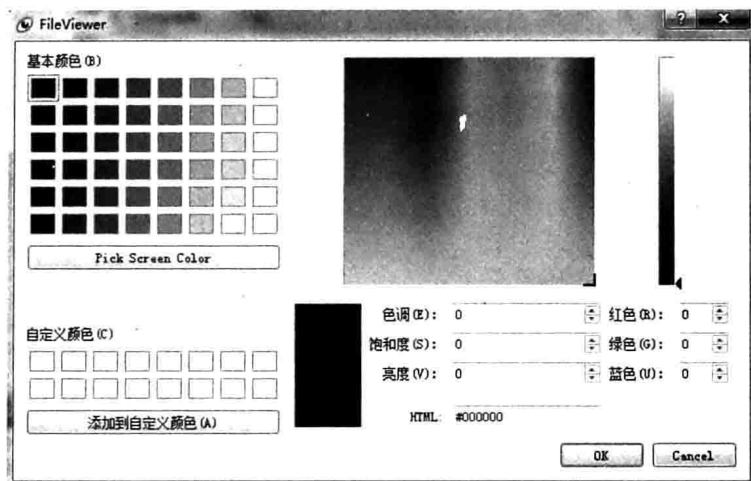 FileViewer
基本颜色(B)
Pick Screen Color
自定义颜色(C)
添加到自定义颜色(A)
色调(E): 0
红色(R): 0
饱和度(S): 0
绿色(G): 0
亮度(V): 0
蓝色(U): 0
HTML: #000000
OK
Cancel